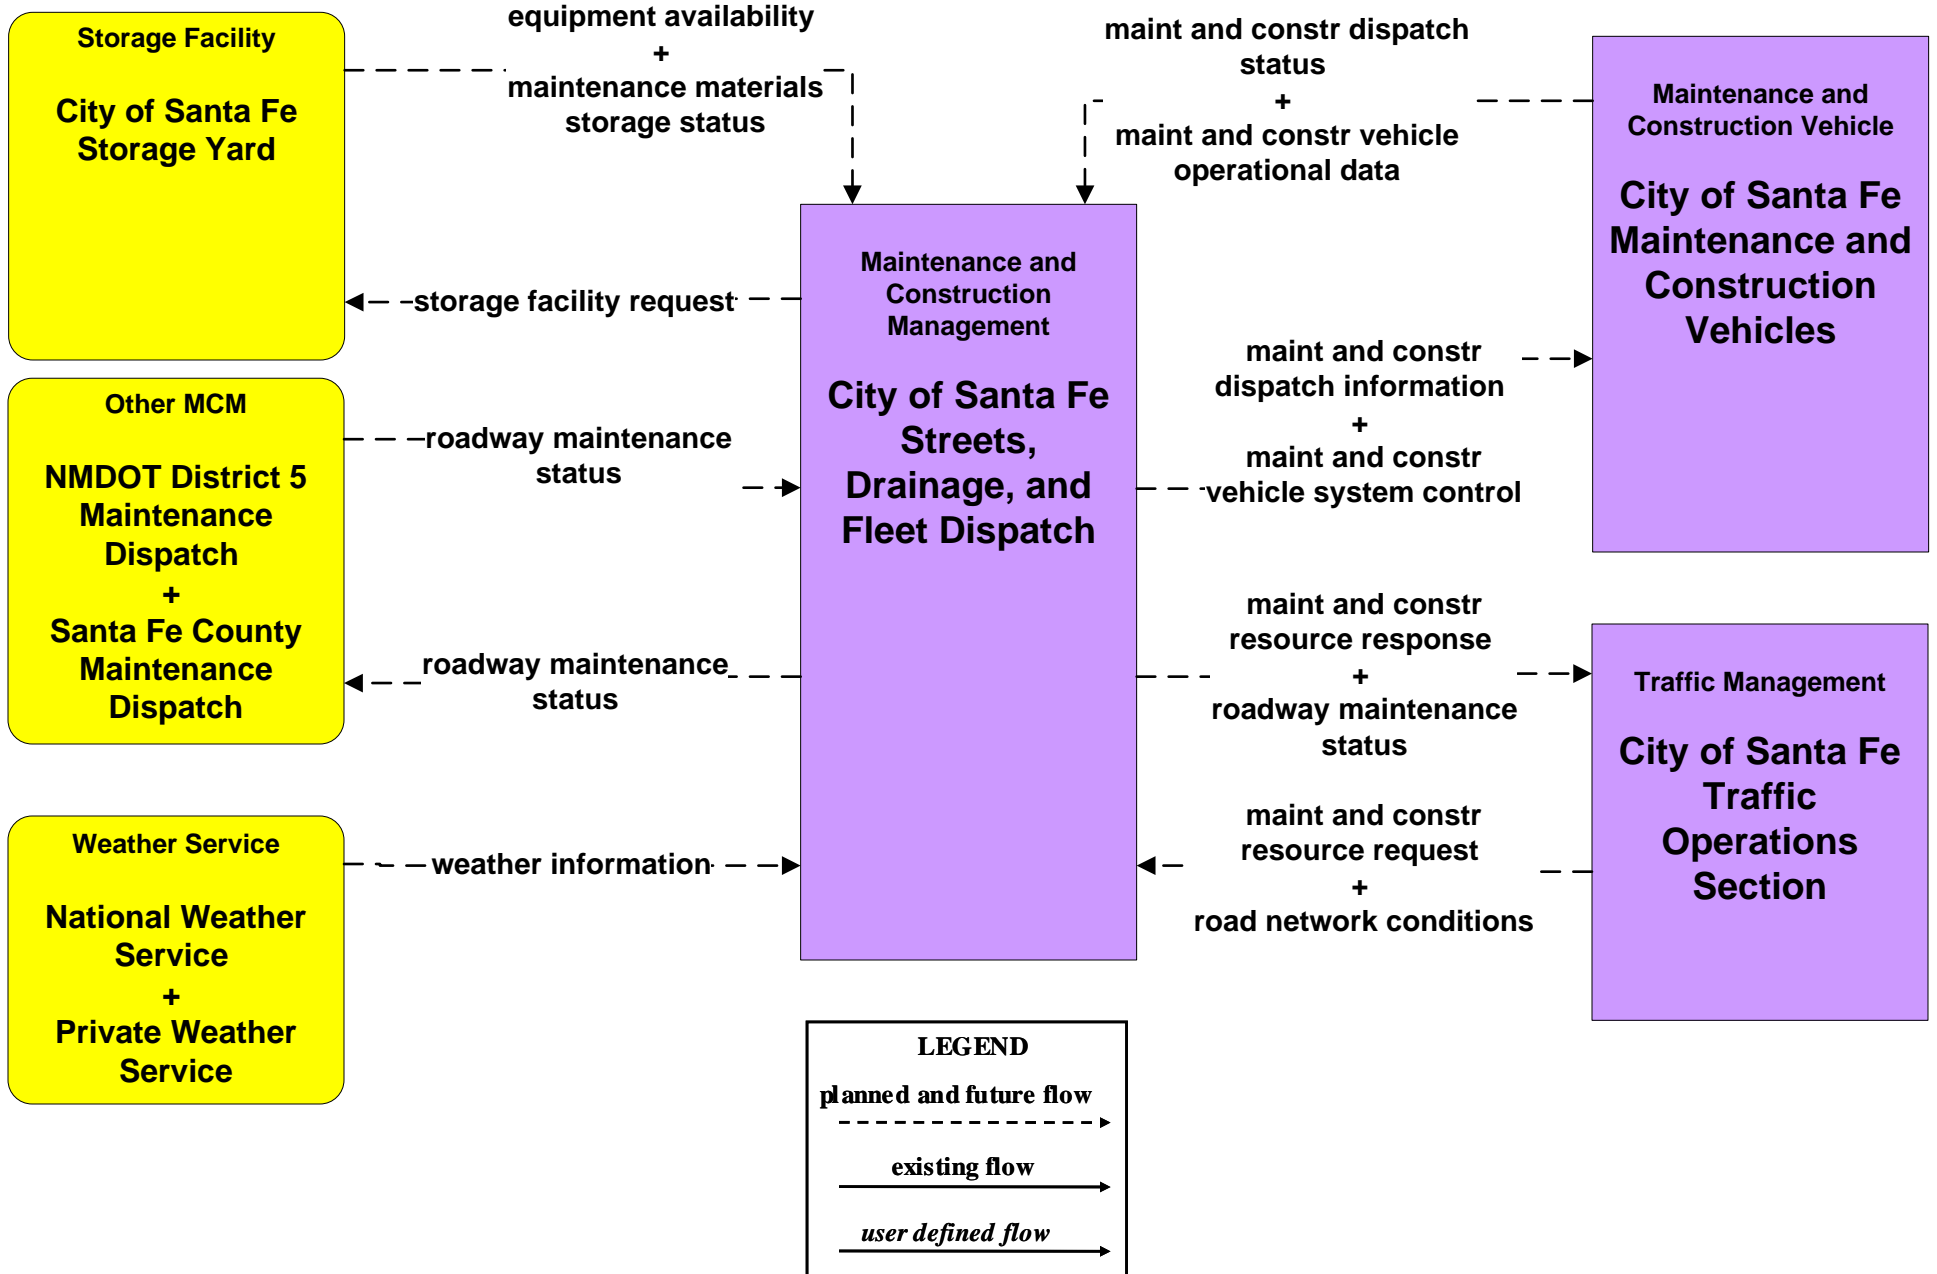 Storage Facility
City of Santa Fe
Storage Yard
equipment availability
+
maintenance materials
storage status
maint and constr dispatch
status
+
maint and constr vehicle
operational data
Maintenance and
Construction Vehicle
City of Santa Fe
Maintenance and
Construction
Vehicles
storage facility request
Maintenance and
Construction
Management
City of Santa Fe
Streets,
Drainage, and
Fleet Dispatch
maint and constr
dispatch information
+
maint and constr
vehicle system control
Other MCM
NMDOT District 5
Maintenance
Dispatch
+
Santa Fe County
Maintenance
Dispatch
roadway maintenance
status
roadway maintenance
status
maint and constr
resource response
+
roadway maintenance
status
Traffic Management
City of Santa Fe
Traffic
Operations
Section
maint and constr
resource request
+
road network conditions
Weather Service
National Weather
Service
+
Private Weather
Service
weather information
LEGEND
planned and future flow
existing flow
user defined flow